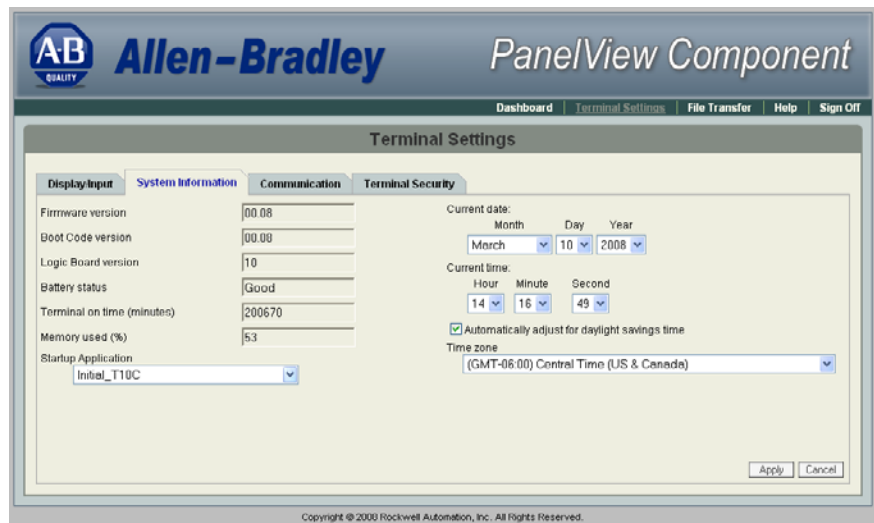 A·B
QUALITY
Allen-Bradley
PanelView Component
Dashboard | Terminal Settings | File Transfer | Help | Sign Off
Terminal Settings
Display/Input System Information Communication Terminal Security
Firmware version 00.08
Boot Code version 00.08
Logic Board version 10
Battery status Good
Terminal on time (minutes) 200670
Memory used (%) 53
Startup Application
Initial_T10C
Current date:
Month Day Year
March 10 2008
Current time:
Hour Minute Second
14 16 49
Automatically adjust for daylight savings time
Time zone
(GMT-06:00) Central Time (US & Canada)
Apply Cancel
Copyright © 2008 Rockwell Automation, Inc. All Rights Reserved.